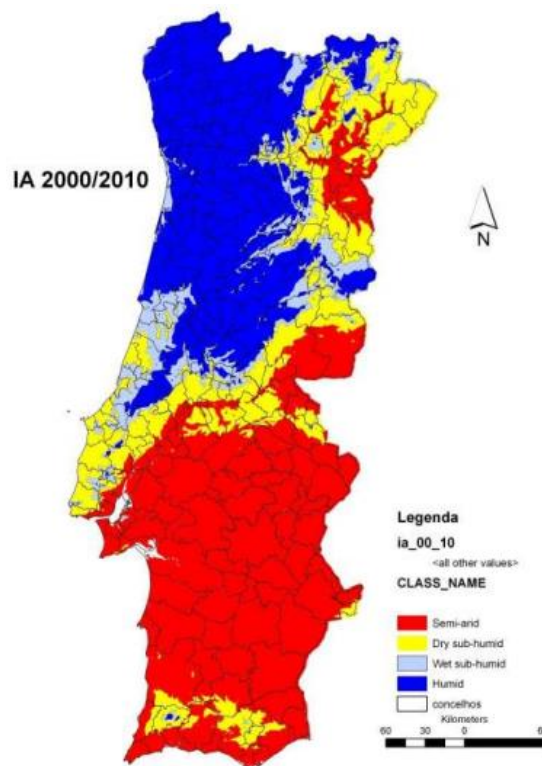 IA 2000/2010
N
Legenda
ia_00_10
<all other values>
CLASS_NAME
Semi-arid
Dry sub-humid
Wet sub-humid
Humid
concelhos
Kilometers
60 30 0